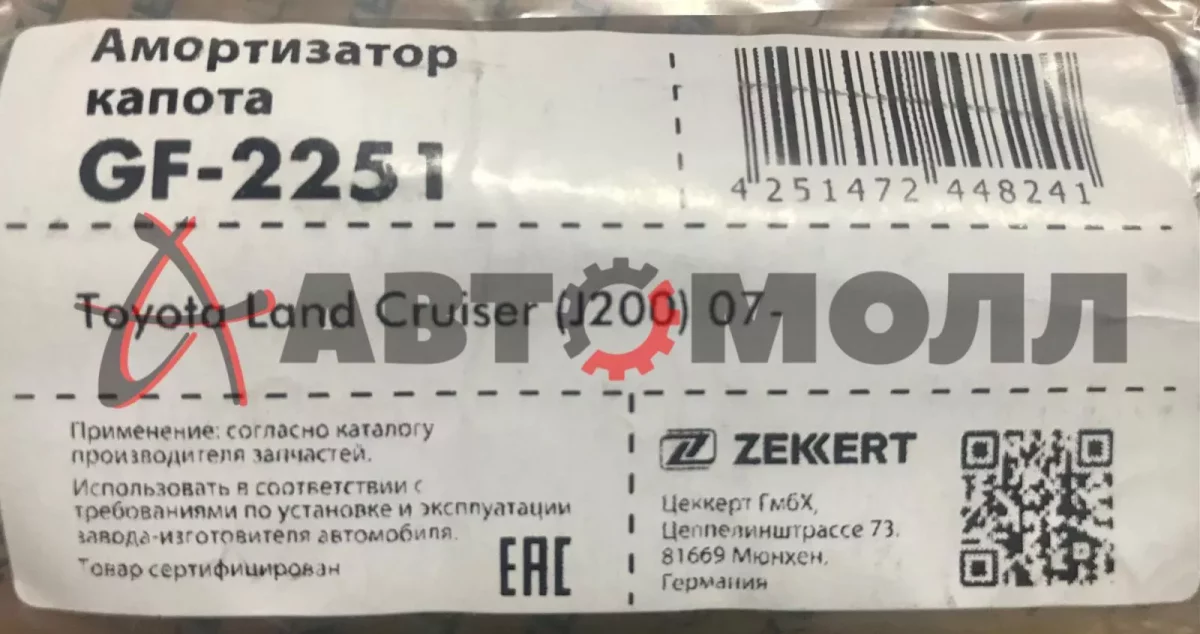 Амортизатор
капота
GF-2251
4 251472 448241
Toyota Land Cruiser (J200) 07-
АВТОМОЛЛ
Применение: согласно каталогу
производителя запчастей.
Использовать в соответствии с
требованиями по установке и эксплуатации
завода-изготовителя автомобиля.
Товар сертифицирован
EAC
ZEKKERT
Цеккерт ГмбХ,
Цеппелинштрассе 73.
81669 Мюнхен,
Германия